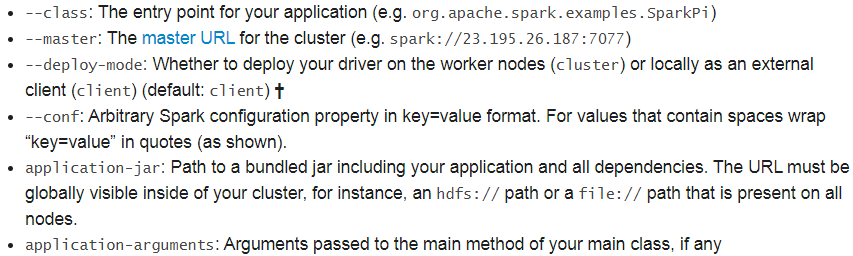 • --class: The entry point for your application (e.g. org.apache.spark.examples.SparkPi)
• --master: The master URL for the cluster (e.g. spark://23.195.26.187:7077)
• --deploy-mode: Whether to deploy your driver on the worker nodes (cluster) or locally as an external
client (client) (default: client) †
• --conf: Arbitrary Spark configuration property in key=value format. For values that contain spaces wrap
“key=value” in quotes (as shown).
• application-jar: Path to a bundled jar including your application and all dependencies. The URL must be
globally visible inside of your cluster, for instance, an hdfs:// path or a file:// path that is present on all
nodes.
• application-arguments: Arguments passed to the main method of your main class, if any